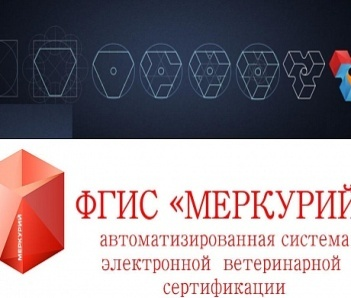 МЕРКУРИЙ
ФГИС «МЕРКУРИЙ
автоматизированная система
электронной ветеринарной
сертификации